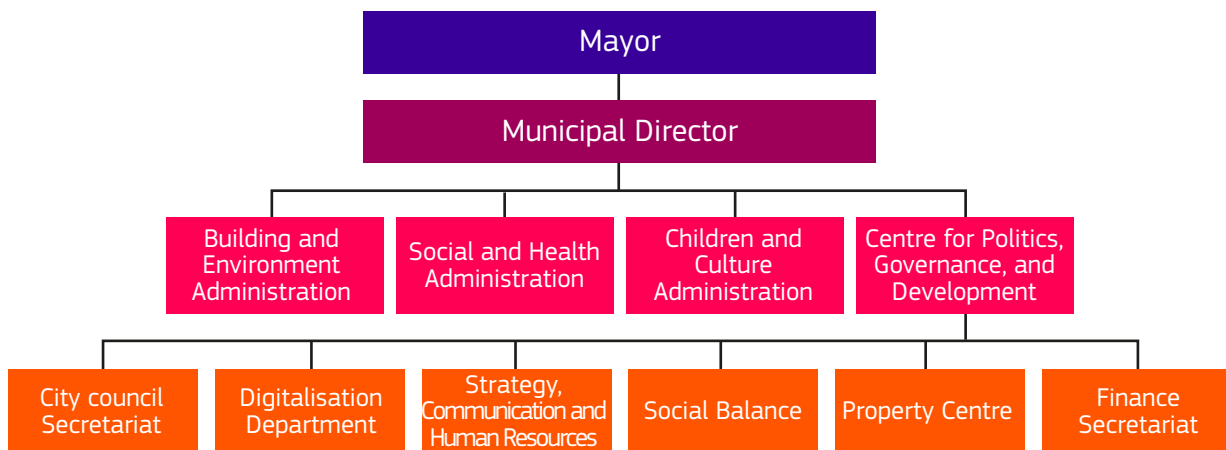 Mayor
Municipal Director
Building and
Environment
Administration
Social and Health
Administration
Children and
Culture
Administration
Centre for Politics,
Governance, and
Development
City council
Secretariat
Digitalisation
Department
Strategy,
Communication and
Human Resources
Social Balance
Property Centre
Finance
Secretariat